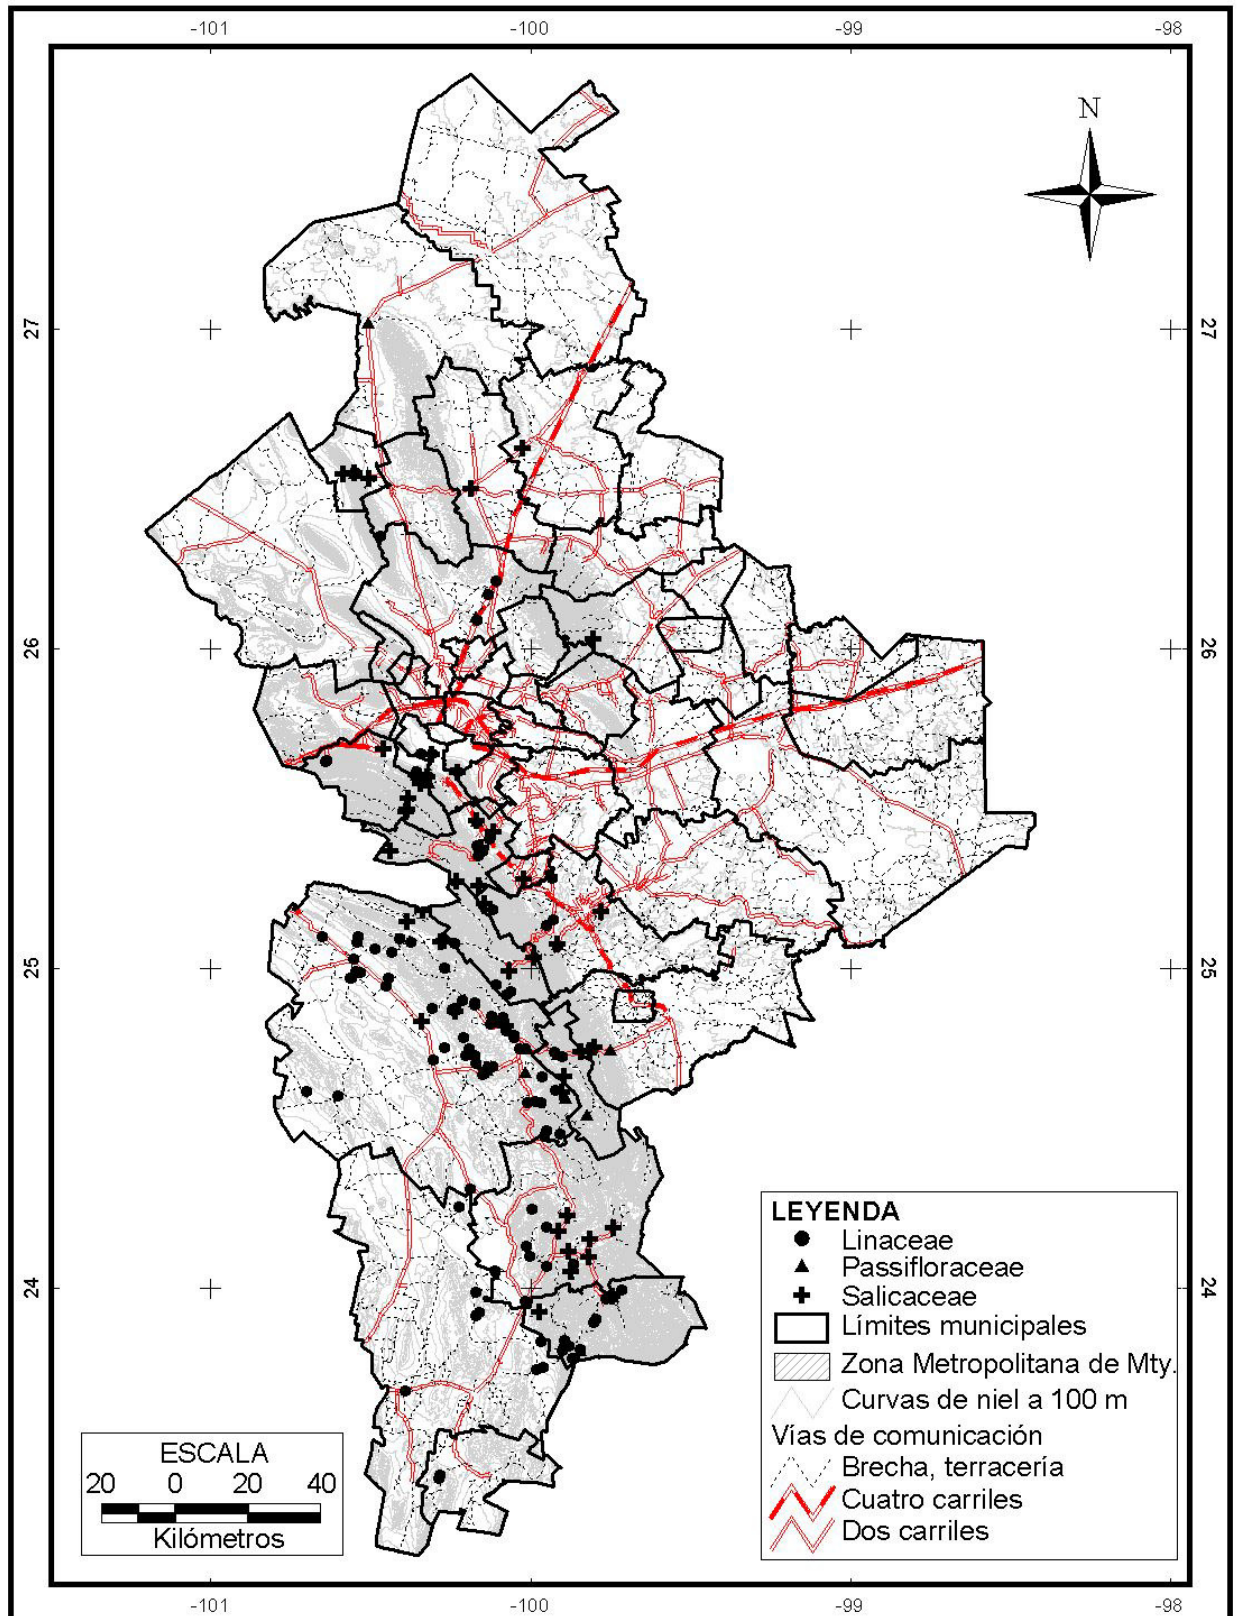 -101 -100 -99 -98
N
27 27
26 26
25 25
24 24
LEYENDA
Linaceae
Passifloraceae
Salicaceae
Límites municipales
Zona Metropolitana de Mty.
Curvas de niel a 100 m
Vías de comunicación
Brecha, terracería
Cuatro carriles
Dos carriles
ESCALA
20 0 20 40
Kilómetros
-101 -100 -99 -98